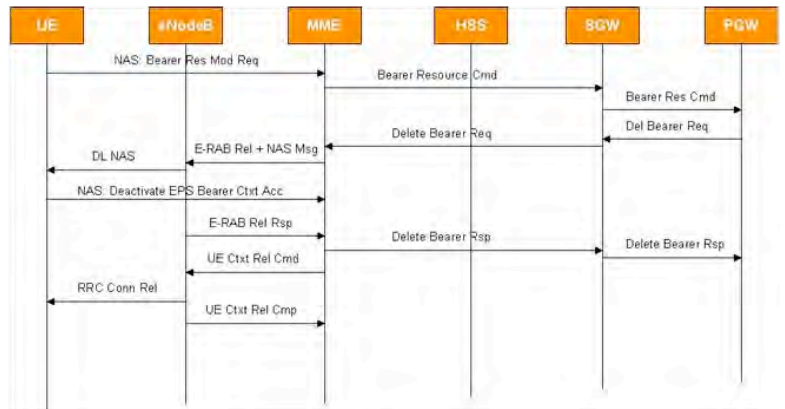 UE eNodeB MME HSS SGW PGW
NAS: Bearer Res Mod Req
Bearer Resource Cmd
Bearer Res Cmd
Del Bearer Req
Delete Bearer Req
E-RAB Rel + NAS Msg
DL NAS
NAS: Deactivate EPS Bearer Ctxt Acc
E-RAB Rel Rsp
Delete Bearer Rsp
Delete Bearer Rsp
UE Ctxt Rel Cmd
RRC Conn Rel
UE Ctxt Rel Cmp